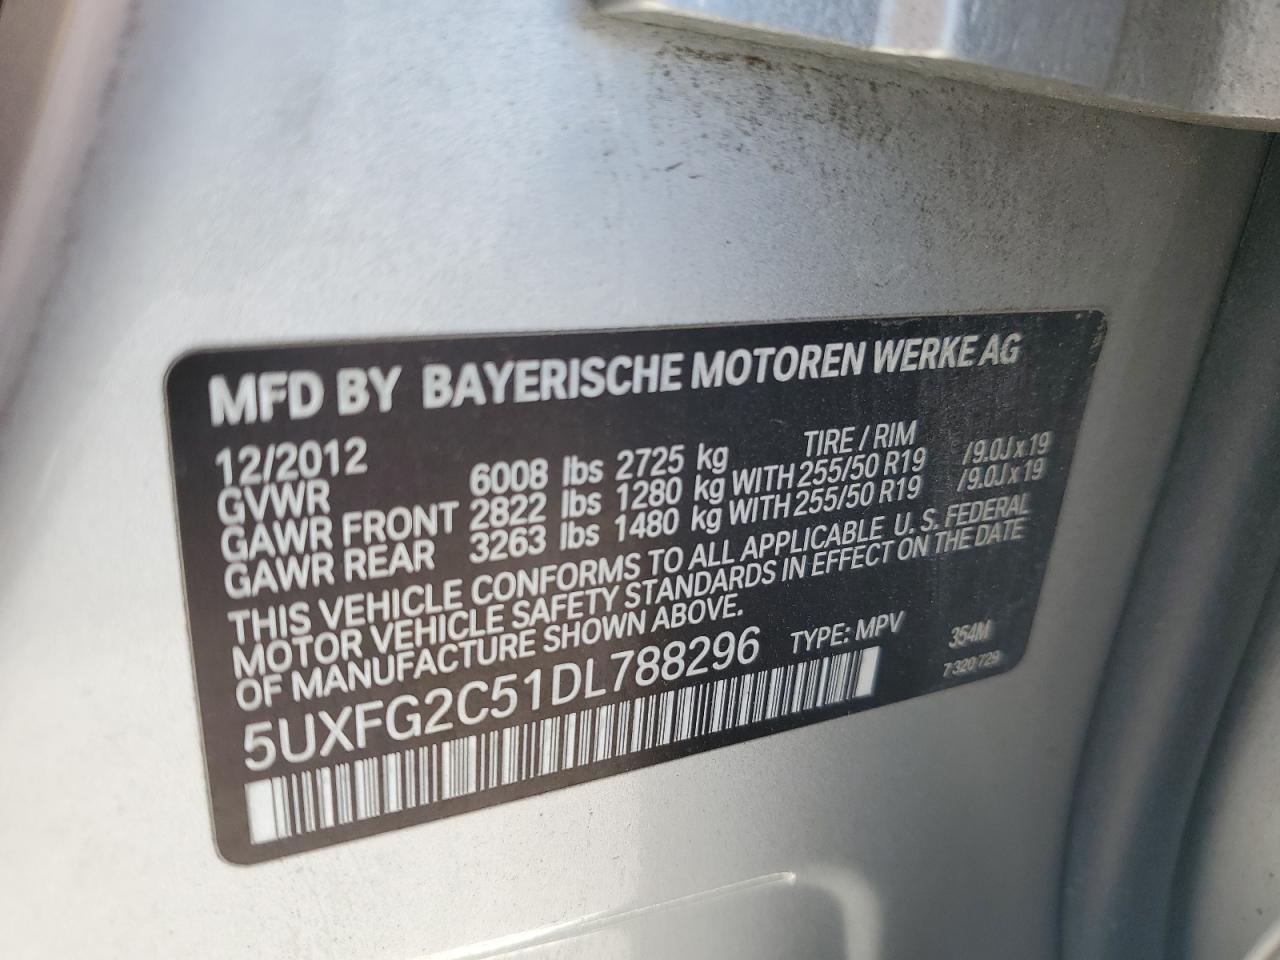 MFD BY BAYERISCHE MOTOREN WERKE AG
12/2012 TIRE / RIM
GVWR 6008 lbs 2725 kg
GAWR FRONT 2822 lbs 1280 kg WITH 255/50 R19 /9.0J x 19
GAWR REAR 3263 lbs 1480 kg WITH 255/50 R19 /9.0J x 19
THIS VEHICLE CONFORMS TO ALL APPLICABLE U. S. FEDERAL
MOTOR VEHICLE SAFETY STANDARDS IN EFFECT ON THE DATE
OF MANUFACTURE SHOWN ABOVE.
5UXFG2C51DL788296 TYPE: MPV 354M
7 320 729